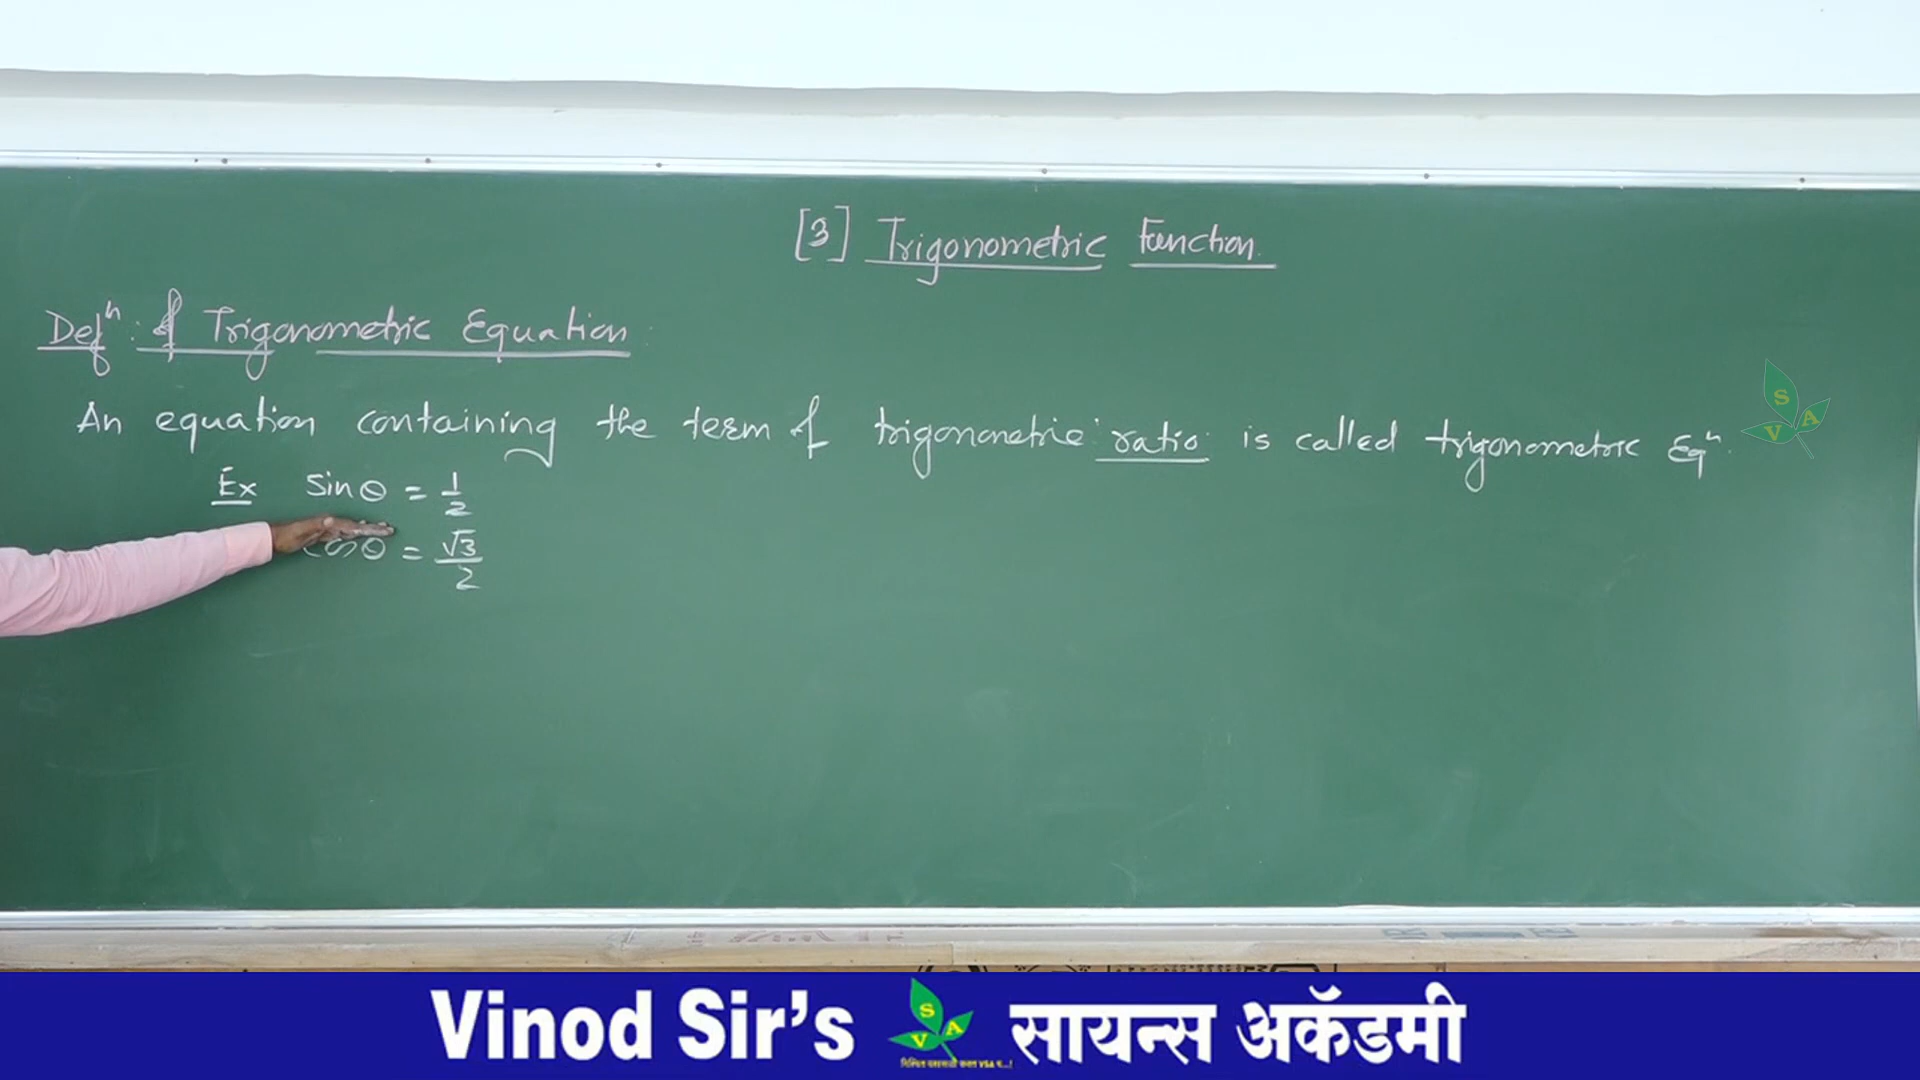 [3] Trigonometric Function.
Defⁿ: of Trigonometric Equation:
An equation containing the term of trigonometric ratio is called trigonometric Eqⁿ.
Ex sinθ = 1/2
cosθ = √3/2
S
V A
Vinod Sir's
S
V A
सायन्स अकॅडमी